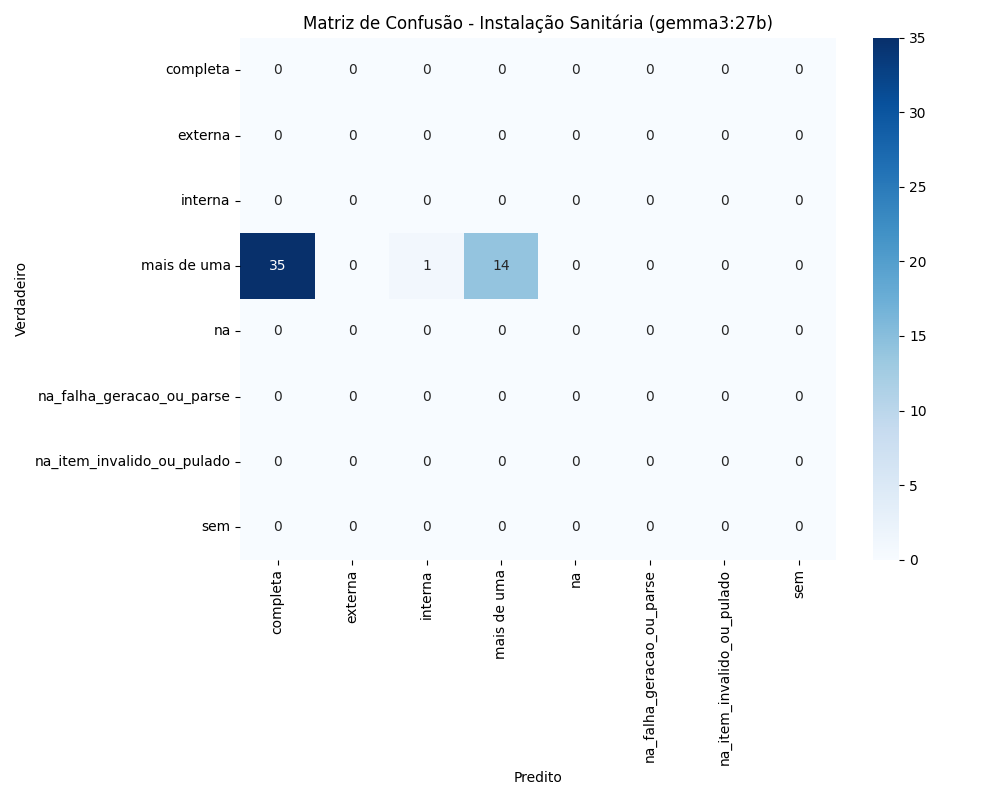 Matriz de Confusão - Instalação Sanitária (gemma3:27b)
completa 0 0 0 0 0 0 0 0
externa 0 0 0 0 0 0 0 0
interna 0 0 0 0 0 0 0 0
mais de uma 35 0 1 14 0 0 0 0
na 0 0 0 0 0 0 0 0
na_falha_geracao_ou_parse 0 0 0 0 0 0 0 0
na_item_invalido_ou_pulado 0 0 0 0 0 0 0 0
sem 0 0 0 0 0 0 0 0
Verdadeiro
completa
externa
interna
mais de uma
na
na_falha_geracao_ou_parse
na_item_invalido_ou_pulado
sem
Predito
35
30
25
20
15
10
5
0